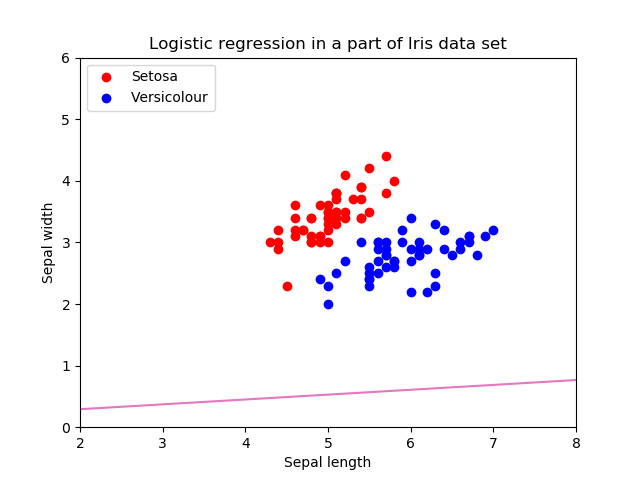 Logistic regression in a part of Iris data set
Setosa
Versicolour
6
5
4
3
2
1
0
Sepal width
2 3 4 5 6 7 8
Sepal length